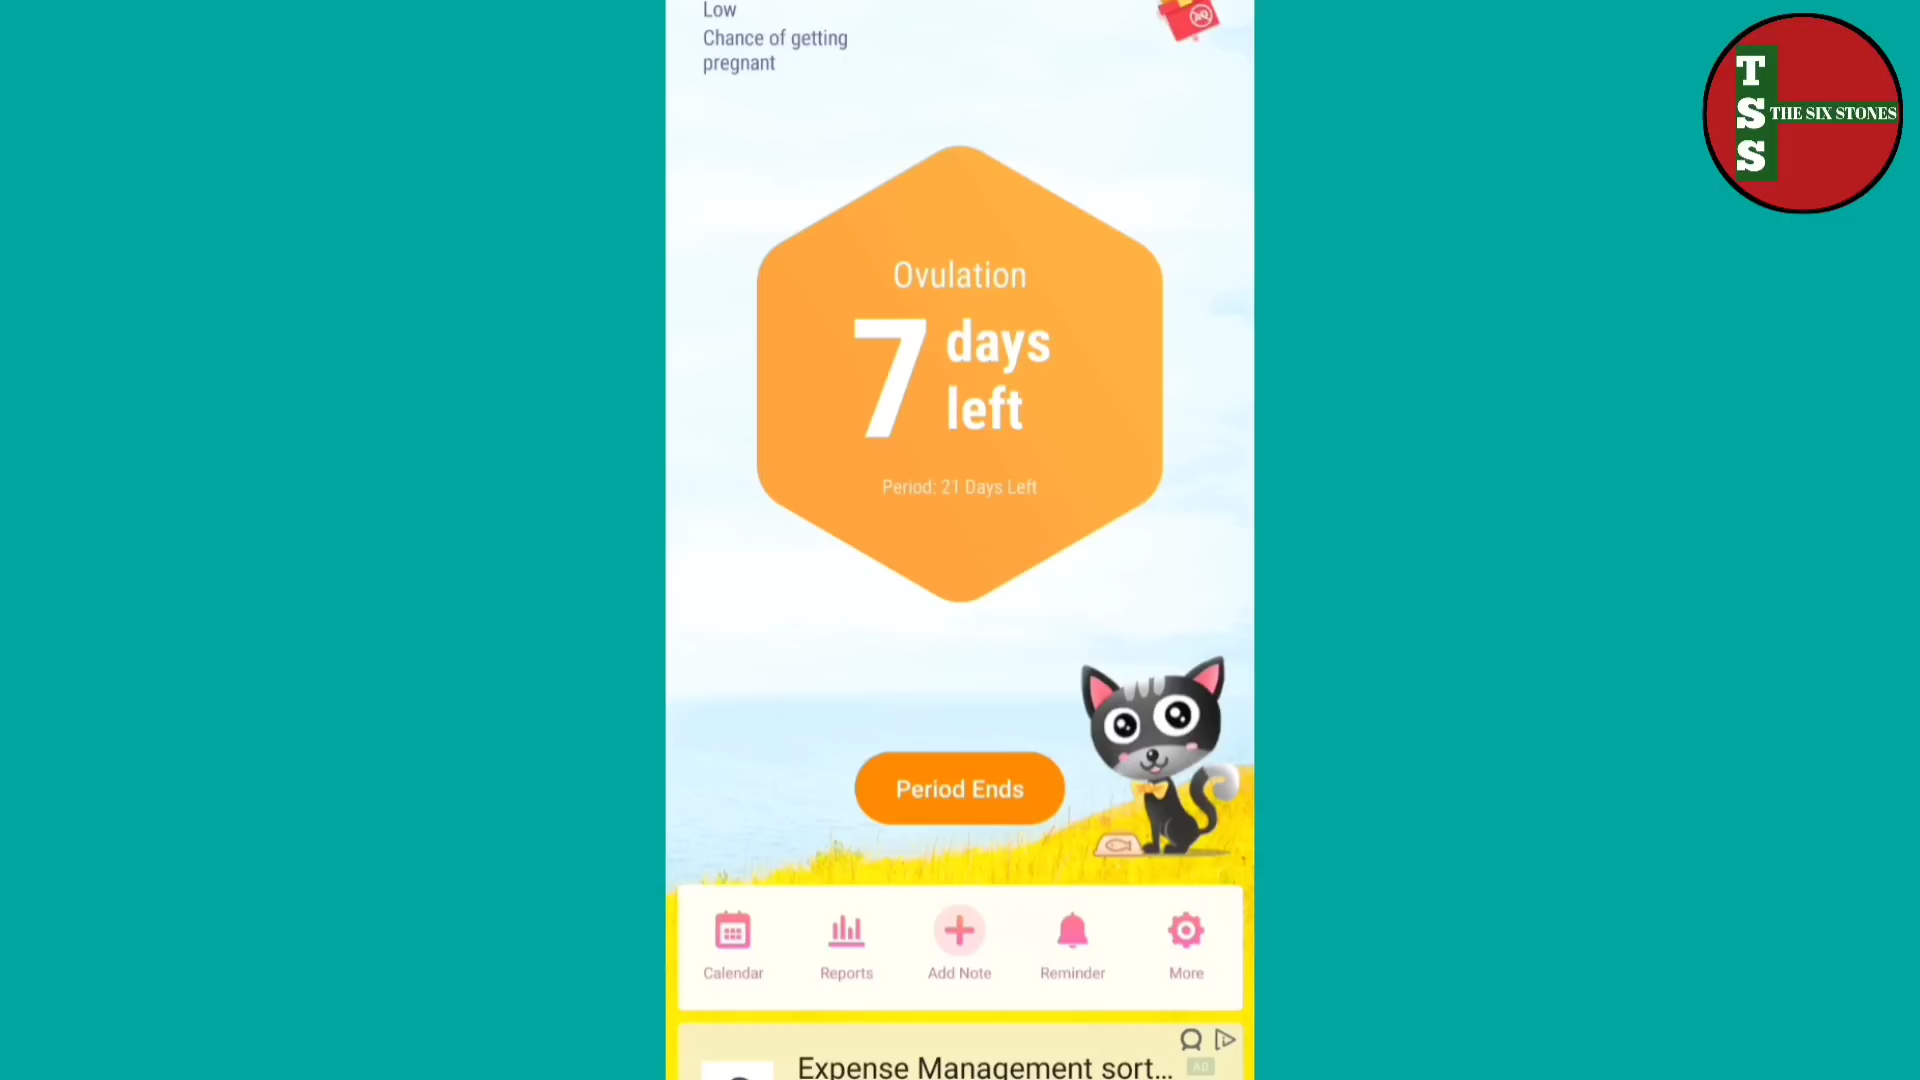 Low
Chance of getting
pregnant
T
S
S
THE SIX STONES
Ovulation
7 days
left
Period: 21 Days Left
Period Ends
Calendar
Reports
Add Note
Reminder
More
Expense Management sort...
AD